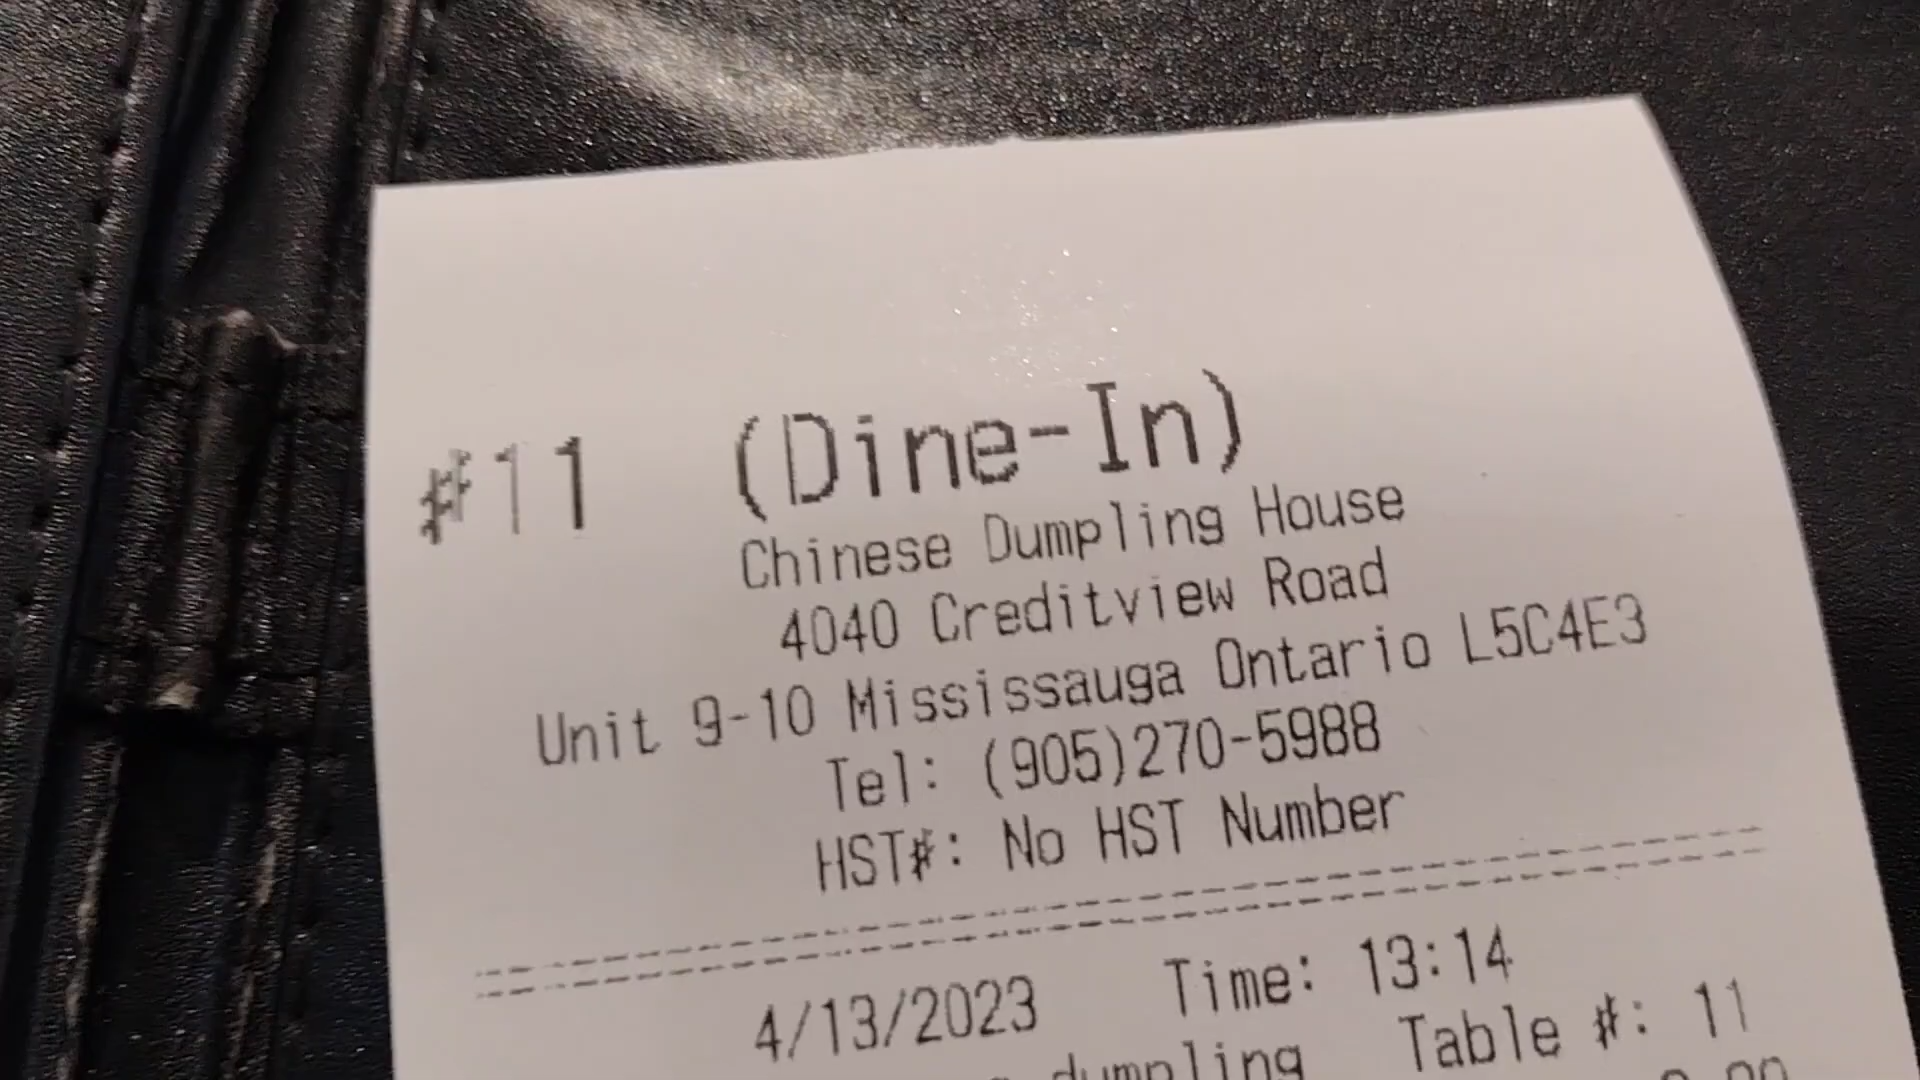 #11 (Dine-In)
Chinese Dumpling House
4040 Creditview Road
Unit 9-10 Mississauga Ontario L5C4E3
Tel: (905)270-5988
HST#: No HST Number
4/13/2023 Time: 13:14
Table #: 11
dumpling